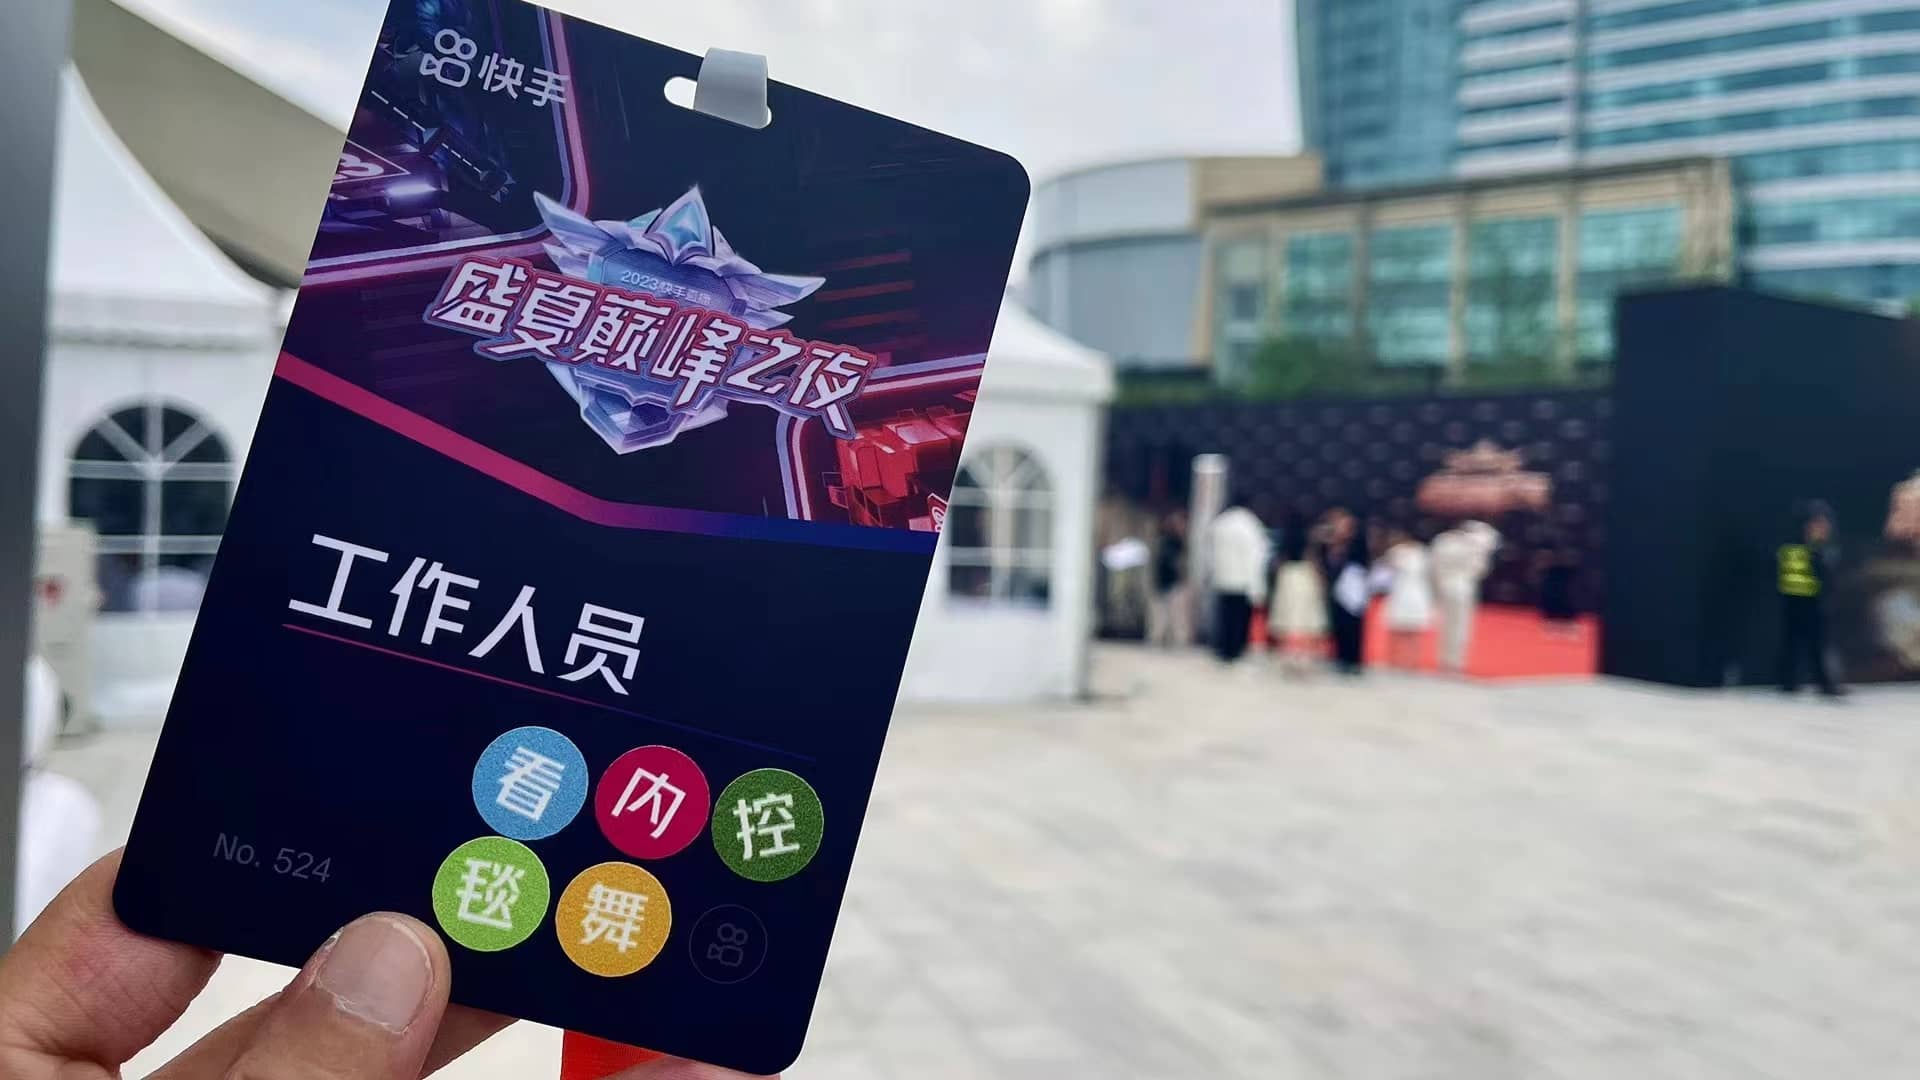 快手
2023快手直播
盛夏巅峰之夜
工作人员
看 内 控
毯 舞
No. 524